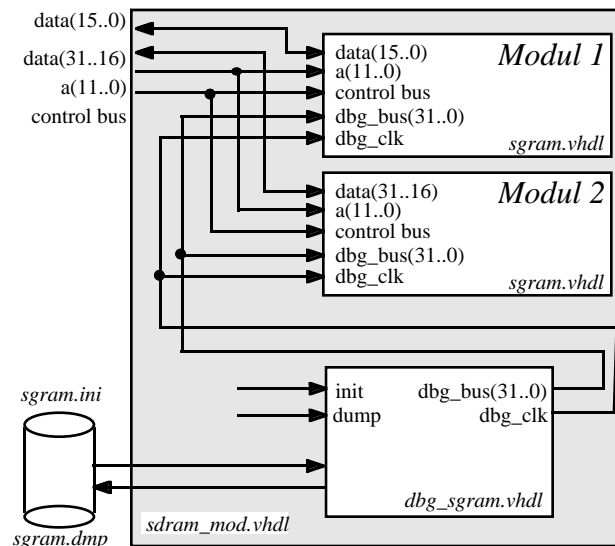 data(15..0)
data(31..16)
a(11..0)
control bus
data(15..0)
a(11..0)
control bus
dbg_bus(31..0)
dbg_clk
Modul 1
sgram.vhdl
data(31..16)
a(11..0)
control bus
dbg_bus(31..0)
dbg_clk
Modul 2
sgram.vhdl
init
dump
dbg_bus(31..0)
dbg_clk
dbg_sgram.vhdl
sgram.ini
sgram.dmp
sdram_mod.vhdl